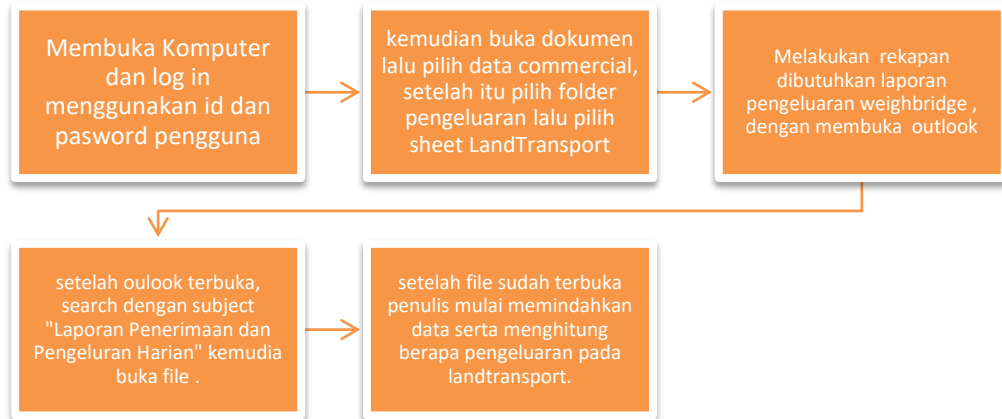 Membuka Komputer
dan log in
menggunakan id dan
pasword pengguna
kemudian buka dokumen
lalu pilih data commercial,
setelah itu pilih folder
pengeluaran lalu pilih
sheet LandTransport
Melakukan rekapan
dibutuhkan laporan
pengeluaran weighbridge ,
dengan membuka outlook
setelah oulook terbuka,
search dengan subject
"Laporan Penerimaan dan
Pengeluran Harian" kemudia
buka file .
setelah file sudah terbuka
penulis mulai memindahkan
data serta menghitung
berapa pengeluaran pada
landtransport.